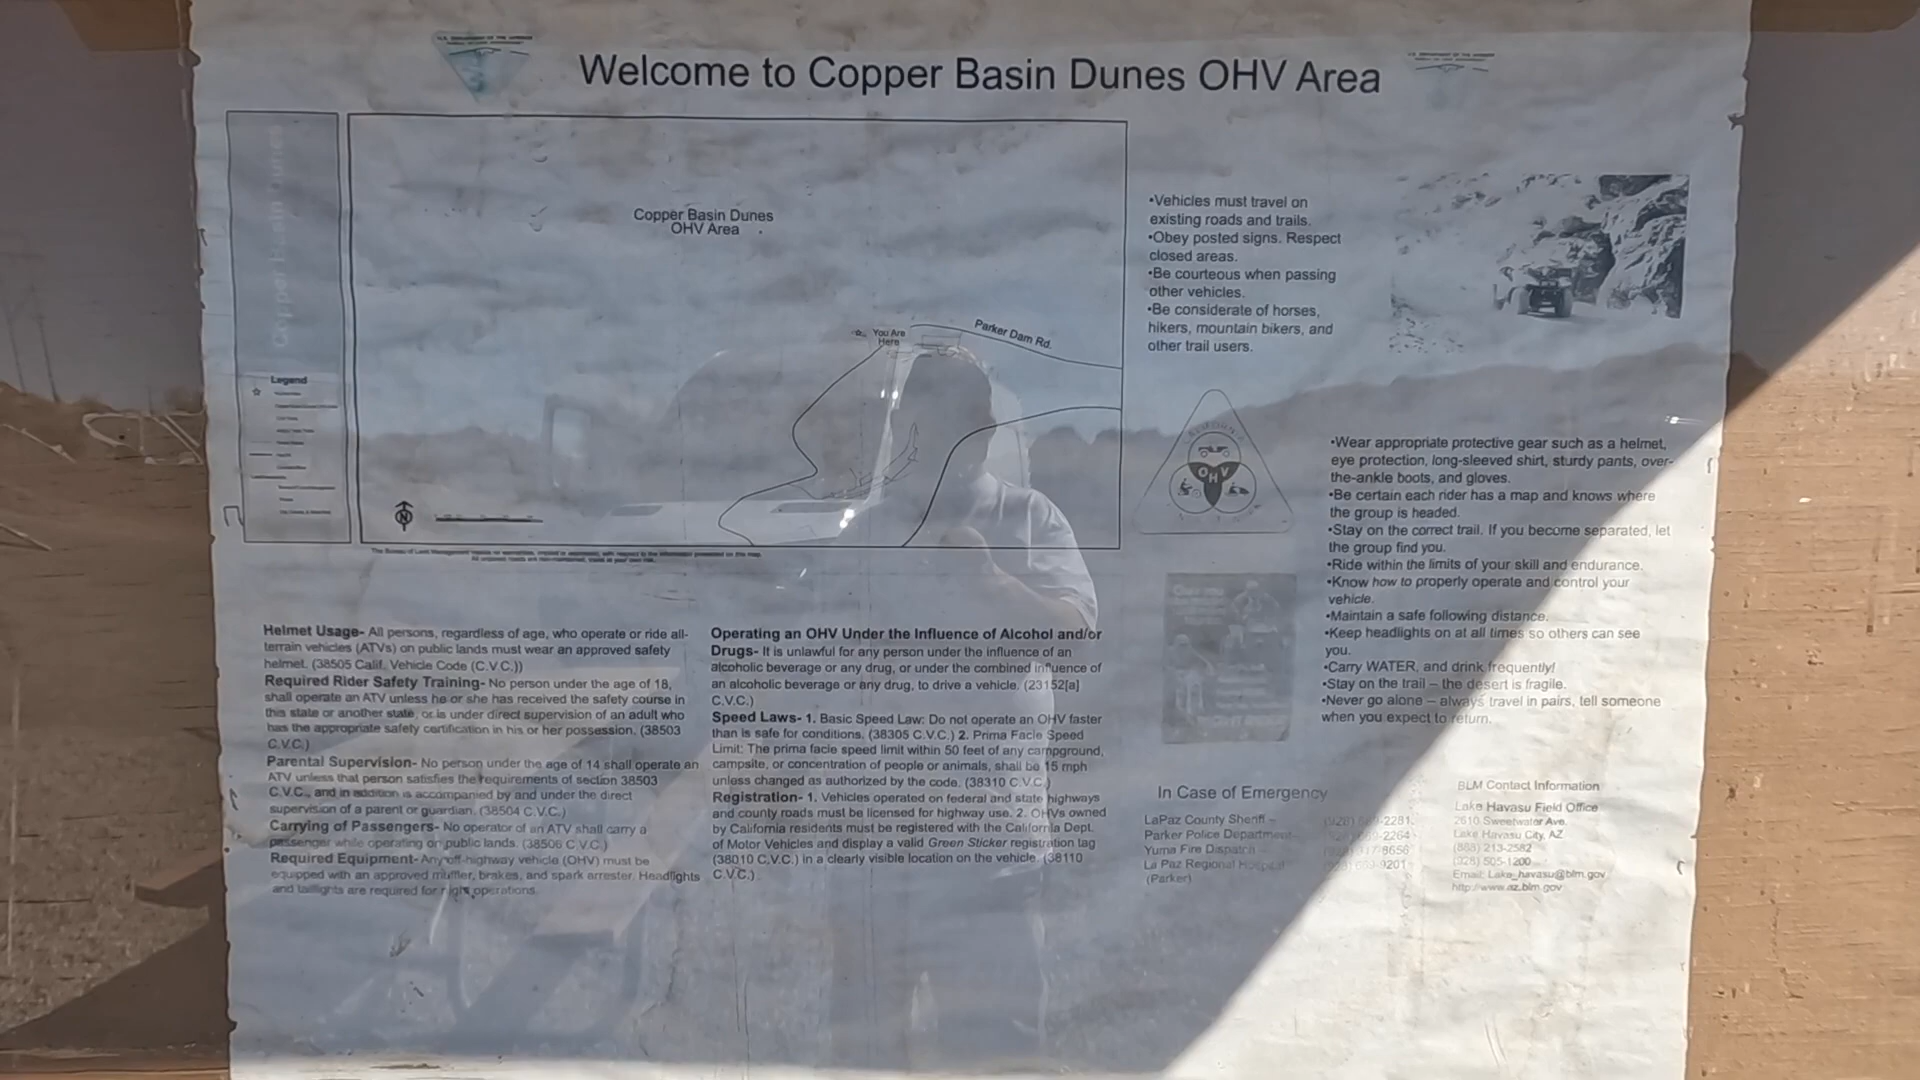 Welcome to Copper Basin Dunes OHV Area
Copper Basin Dunes
Copper Basin Dunes
OHV Area
You Are
Here
Parker Dam Rd.
Legend
N
•Vehicles must travel on
existing roads and trails.
•Obey posted signs. Respect
closed areas.
•Be courteous when passing
other vehicles.
•Be considerate of horses,
hikers, mountain bikers, and
other trail users.
CALIFORNIA
OHV
•Wear appropriate protective gear such as a helmet,
eye protection, long-sleeved shirt, sturdy pants, over-
the-ankle boots, and gloves.
•Be certain each rider has a map and knows where
the group is headed.
•Stay on the correct trail. If you become separated, let
the group find you.
•Ride within the limits of your skill and endurance.
•Know how to properly operate and control your
vehicle.
•Maintain a safe following distance.
•Keep headlights on at all times so others can see
you.
•Carry WATER, and drink frequently!
•Stay on the trail – the desert is fragile.
•Never go alone – always travel in pairs, tell someone
when you expect to return.
Helmet Usage- All persons, regardless of age, who operate or ride all-
terrain vehicles (ATVs) on public lands must wear an approved safety
helmet. (38505 Calif. Vehicle Code (C.V.C.))
Required Rider Safety Training- No person under the age of 18,
shall operate an ATV unless he or she has received the safety course in
this state or another state, or is under direct supervision of an adult who
has the appropriate safety certification in his or her possession. (38503
C.V.C.)
Parental Supervision- No person under the age of 14 shall operate an
ATV unless that person satisfies the requirements of section 38503
C.V.C., and in addition is accompanied by and under the direct
supervision of a parent or guardian. (38504 C.V.C.)
Carrying of Passengers- No operator of an ATV shall carry a
passenger while operating on public lands. (38506 C.V.C.)
Required Equipment- Any off-highway vehicle (OHV) must be
equipped with an approved muffler, brakes, and spark arrester. Headlights
and taillights are required for night operations.
Operating an OHV Under the Influence of Alcohol and/or
Drugs- It is unlawful for any person under the influence of an
alcoholic beverage or any drug, or under the combined influence of
an alcoholic beverage or any drug, to drive a vehicle. (23152[a]
C.V.C.)
Speed Laws- 1. Basic Speed Law: Do not operate an OHV faster
than is safe for conditions. (38305 C.V.C.) 2. Prima Facie Speed
Limit: The prima facie speed limit within 50 feet of any campground,
campsite, or concentration of people or animals, shall be 15 mph
unless changed as authorized by the code. (38310 C.V.C.)
Registration- 1. Vehicles operated on federal and state highways
and county roads must be licensed for highway use. 2. OHVs owned
by California residents must be registered with the California Dept.
of Motor Vehicles and display a valid Green Sticker registration tag
(38010 C.V.C.) in a clearly visible location on the vehicle. (38110
C.V.C.)
In Case of Emergency
LaPaz County Sheriff –
Parker Police Department–
Yuma Fire Dispatch –
La Paz Regional Hospital
(Parker)
BLM Contact Information
Lake Havasu Field Office
2610 Sweetwater Ave.
Lake Havasu City, AZ
(888) 213-2582
(928) 505-1200
Email: Lake_havasu@blm.gov
http://www.az.blm.gov